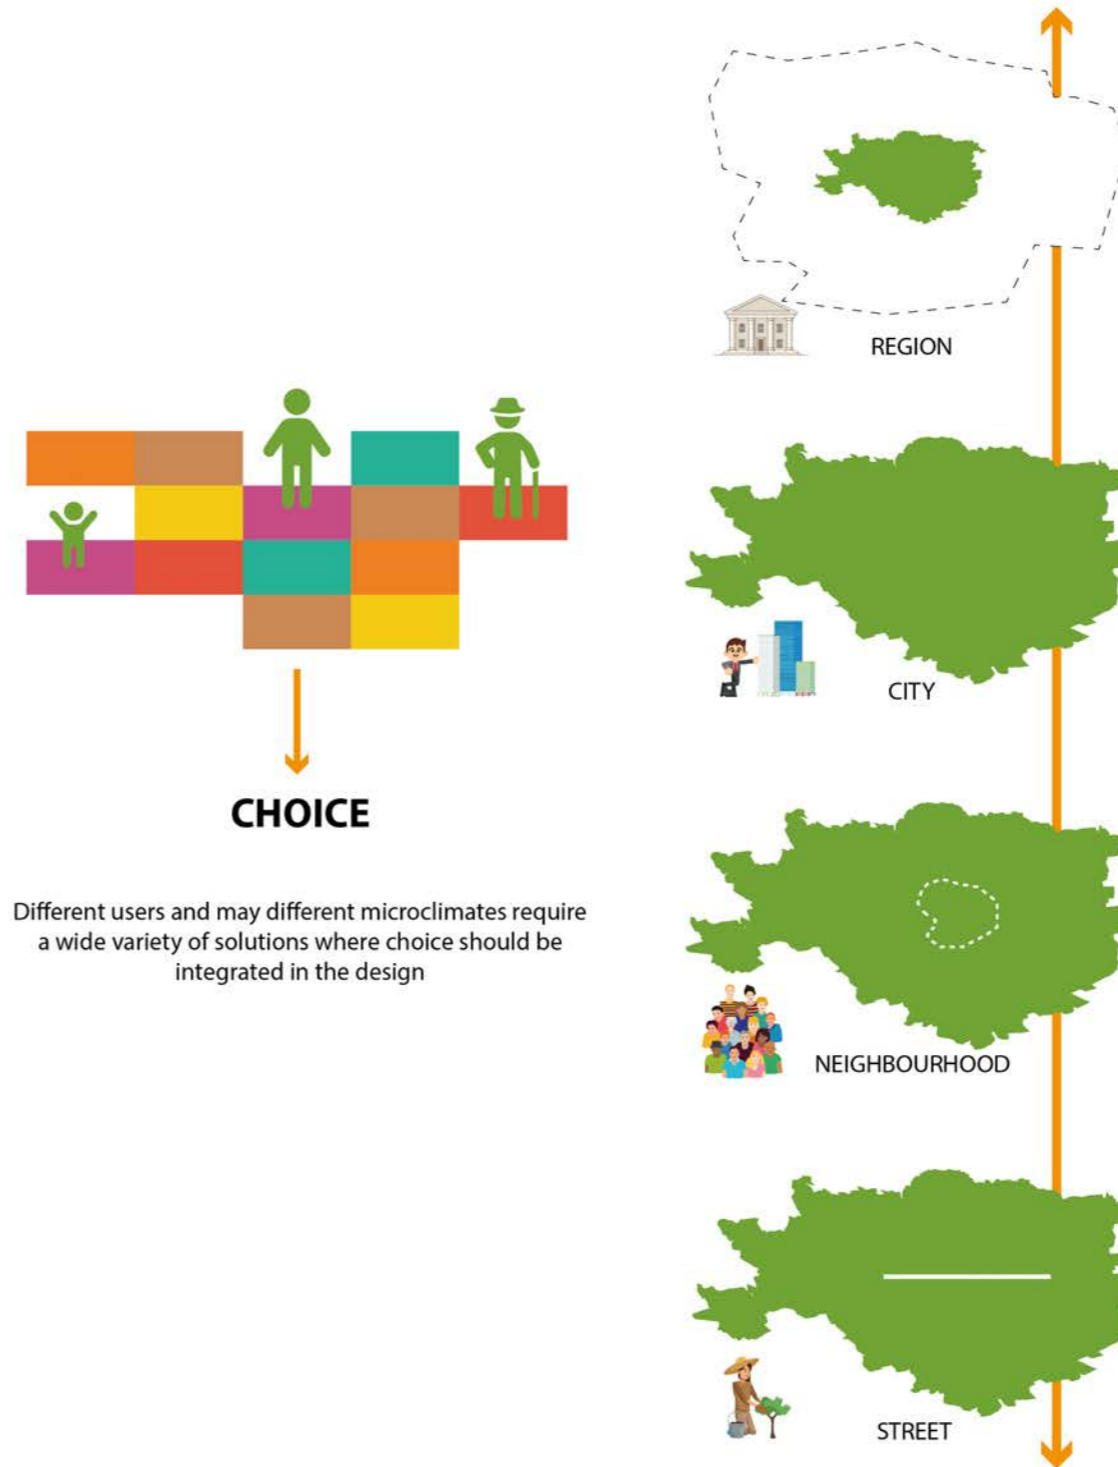 CHOICE
Different users and may different microclimates require
a wide variety of solutions where choice should be
integrated in the design
REGION
CITY
NEIGHBOURHOOD
STREET